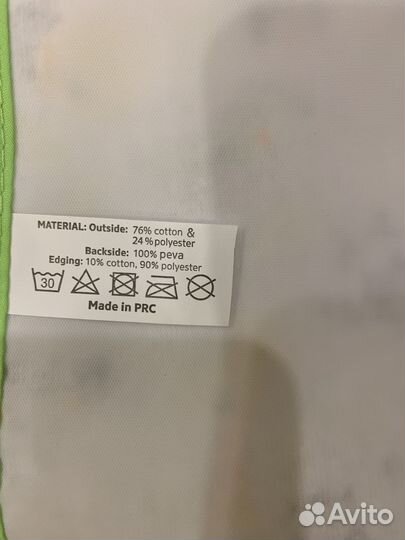 MATERIAL: Outside: 76% cotton &
24% polyester
Backside: 100% peva
Edging: 10% cotton, 90% polyester
30
Made in PRC
Avito